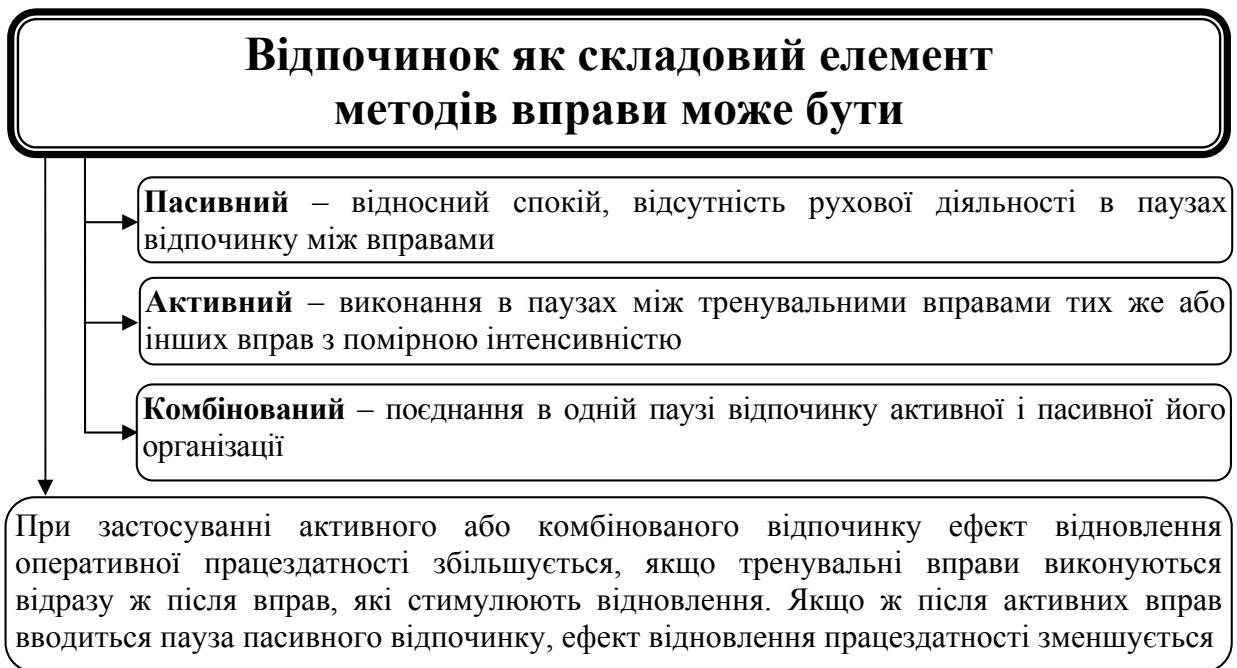 Відпочинок як складовий елемент
методів вправи може бути
Пасивний – відносний спокій, відсутність рухової діяльності в паузах
відпочинку між вправами
Активний – виконання в паузах між тренувальними вправами тих же або
інших вправ з помірною інтенсивністю
Комбінований – поєднання в одній паузі відпочинку активної і пасивної його
організації
При застосуванні активного або комбінованого відпочинку ефект відновлення
оперативної працездатності збільшується, якщо тренувальні вправи виконуються
відразу ж після вправ, які стимулюють відновлення. Якщо ж після активних вправ
вводиться пауза пасивного відпочинку, ефект відновлення працездатності зменшується